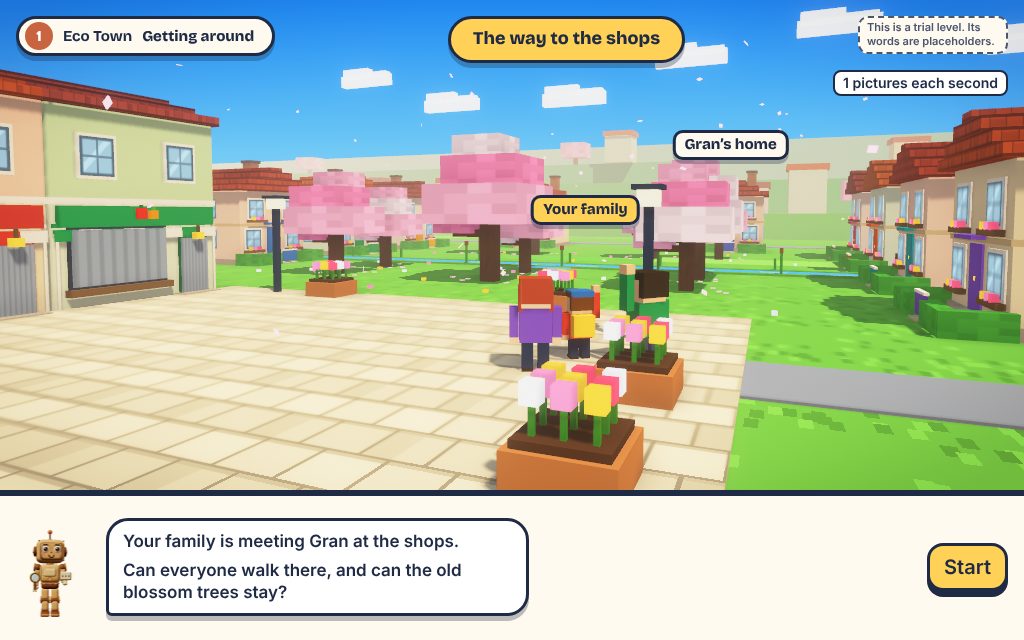 1 Eco Town Getting around
The way to the shops
This is a trial level. Its
words are placeholders.
1 pictures each second
Gran's home
Your family
Your family is meeting Gran at the shops.
Can everyone walk there, and can the old
blossom trees stay?
Start